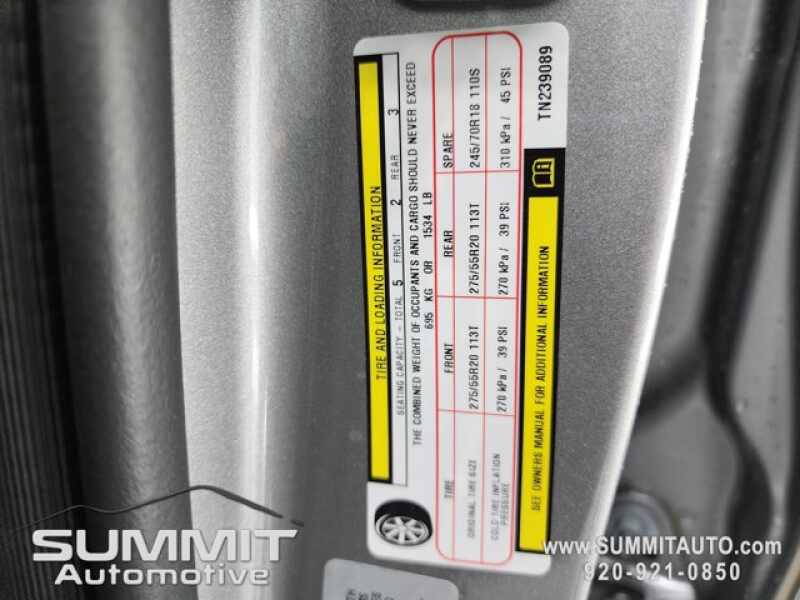 TIRE AND LOADING INFORMATION
SEATING CAPACITY - TOTAL 5 FRONT 2 REAR 3
THE COMBINED WEIGHT OF OCCUPANTS AND CARGO SHOULD NEVER EXCEED
695 KG OR 1534 LB
TIRE FRONT REAR SPARE
ORIGINAL TIRE SIZE 275/55R20 113T 275/55R20 113T 245/70R18 110S
COLD TIRE INFLATION PRESSURE 270 kPa / 39 PSI 270 kPa / 39 PSI 310 kPa / 45 PSI
SEE OWNERS MANUAL FOR ADDITIONAL INFORMATION
TN239089
SUMMIT
Automotive
www.SUMMITAUTO.com
920-921-0850